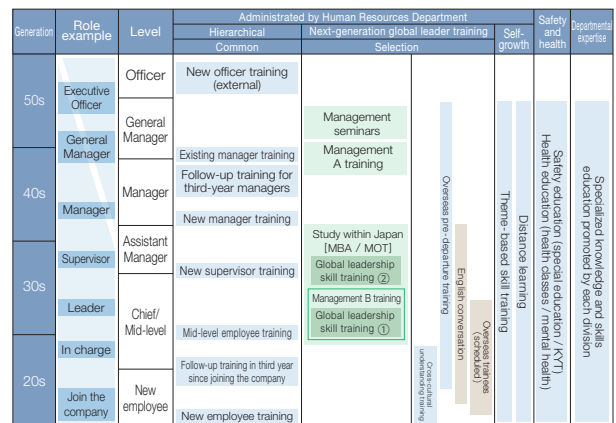 Generation
Role
example
Level
Administrated by Human Resources Department
Hierarchical
Next-generation global leader training
Common
Selection
Self-
growth
Safety
and
health
Departmental
expertise
50s
40s
30s
20s
Executive
Officer
General
Manager
Manager
Supervisor
Leader
In charge
Join the
company
Officer
General
Manager
Manager
Assistant
Manager
Chief/
Mid-level
New
employee
New officer training
(external)
Existing manager training
Follow-up training for
third-year managers
New manager training
New supervisor training
Mid-level employee training
Follow-up training in third year
since joining the company
New employee training
Management
seminars
Management
A training
Study within Japan
[MBA / MOT]
Global leadership
skill training ②
Management B training
Global leadership
skill training ①
Cross-cultural
understanding training
Overseas pre-departure training
English conversation
Overseas trainees
(scheduled)
Theme-based skill training
Distance learning
Safety education (special education / KYT)
Health education (health classes / mental health)
Specialized knowledge and skills
education promoted by each division